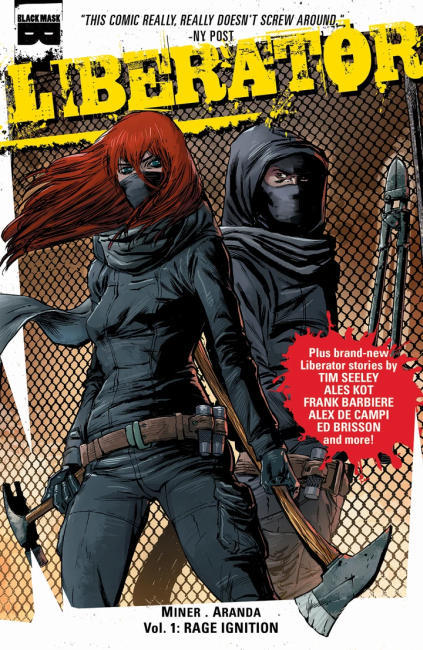 BLACK MASK
B
"THIS COMIC REALLY, REALLY DOESN'T SCREW AROUND."
-NY POST
LIBERATOR
Plus brand-new
Liberator stories by
TIM SEELEY
ALES KOT
FRANK BARBIERE
ALEX DE CAMPI
ED BRISSON
and more!
MINER . ARANDA
Vol. 1: RAGE IGNITION